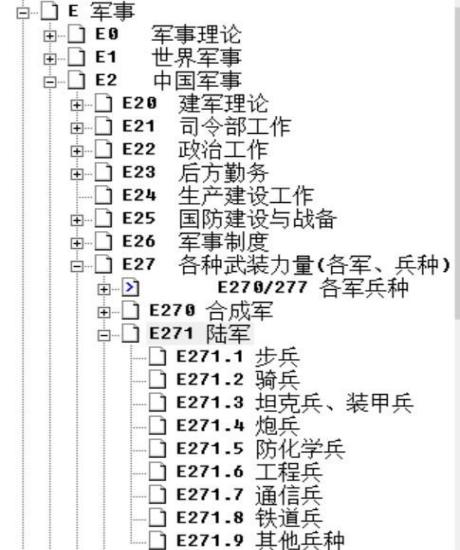 E 军事
E0 军事理论
E1 世界军事
E2 中国军事
E20 建军理论
E21 司令部工作
E22 政治工作
E23 后方勤务
E24 生产建设工作
E25 国防建设与战备
E26 军事制度
E27 各种武装力量(各军、兵种)
E270/277 各军兵种
E270 合成军
E271 陆军
E271.1 步兵
E271.2 骑兵
E271.3 坦克兵、装甲兵
E271.4 炮兵
E271.5 防化学兵
E271.6 工程兵
E271.7 通信兵
E271.8 铁道兵
E271.9 其他兵种